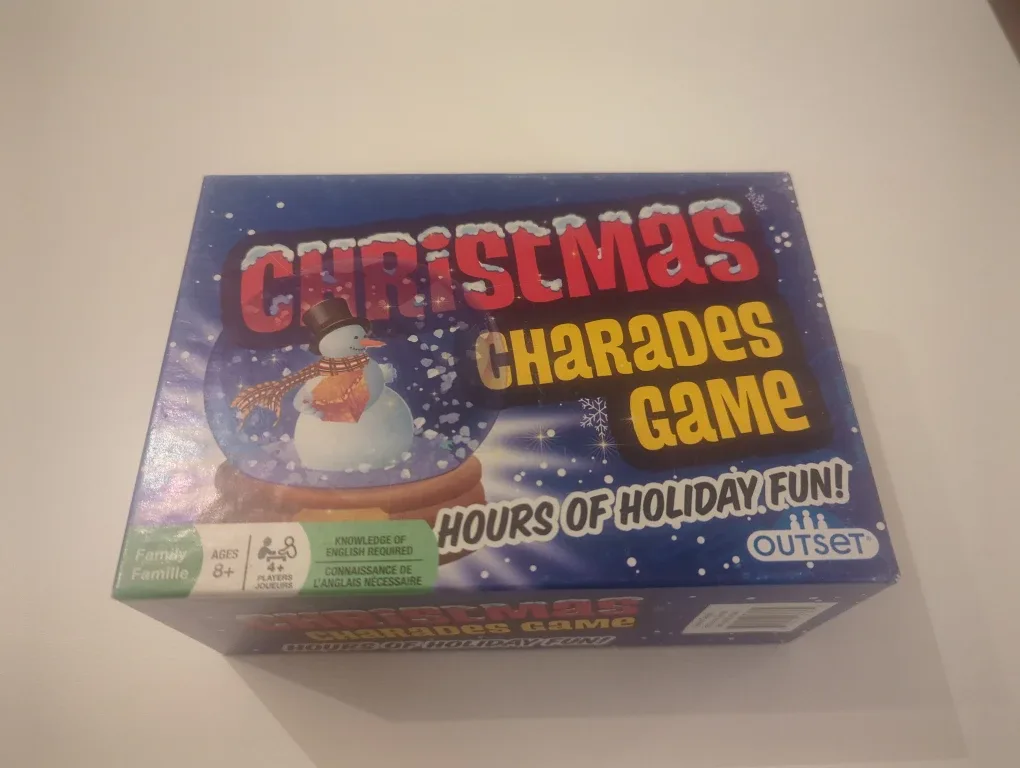 CHRiStMaS
CHaRaDeS
GaMe
HOURS OF HOLIDAY FUN!
OUTSET
Family
Famille
AGES
8+
4+
PLAYERS
JOUEURS
KNOWLEDGE OF
ENGLISH REQUIRED
CONNAISSANCE DE
L'ANGLAIS NÉCESSAIRE
CHRiStMaS
CHaRaDeS GaMe
HOURS OF HOLIDAY FUN!